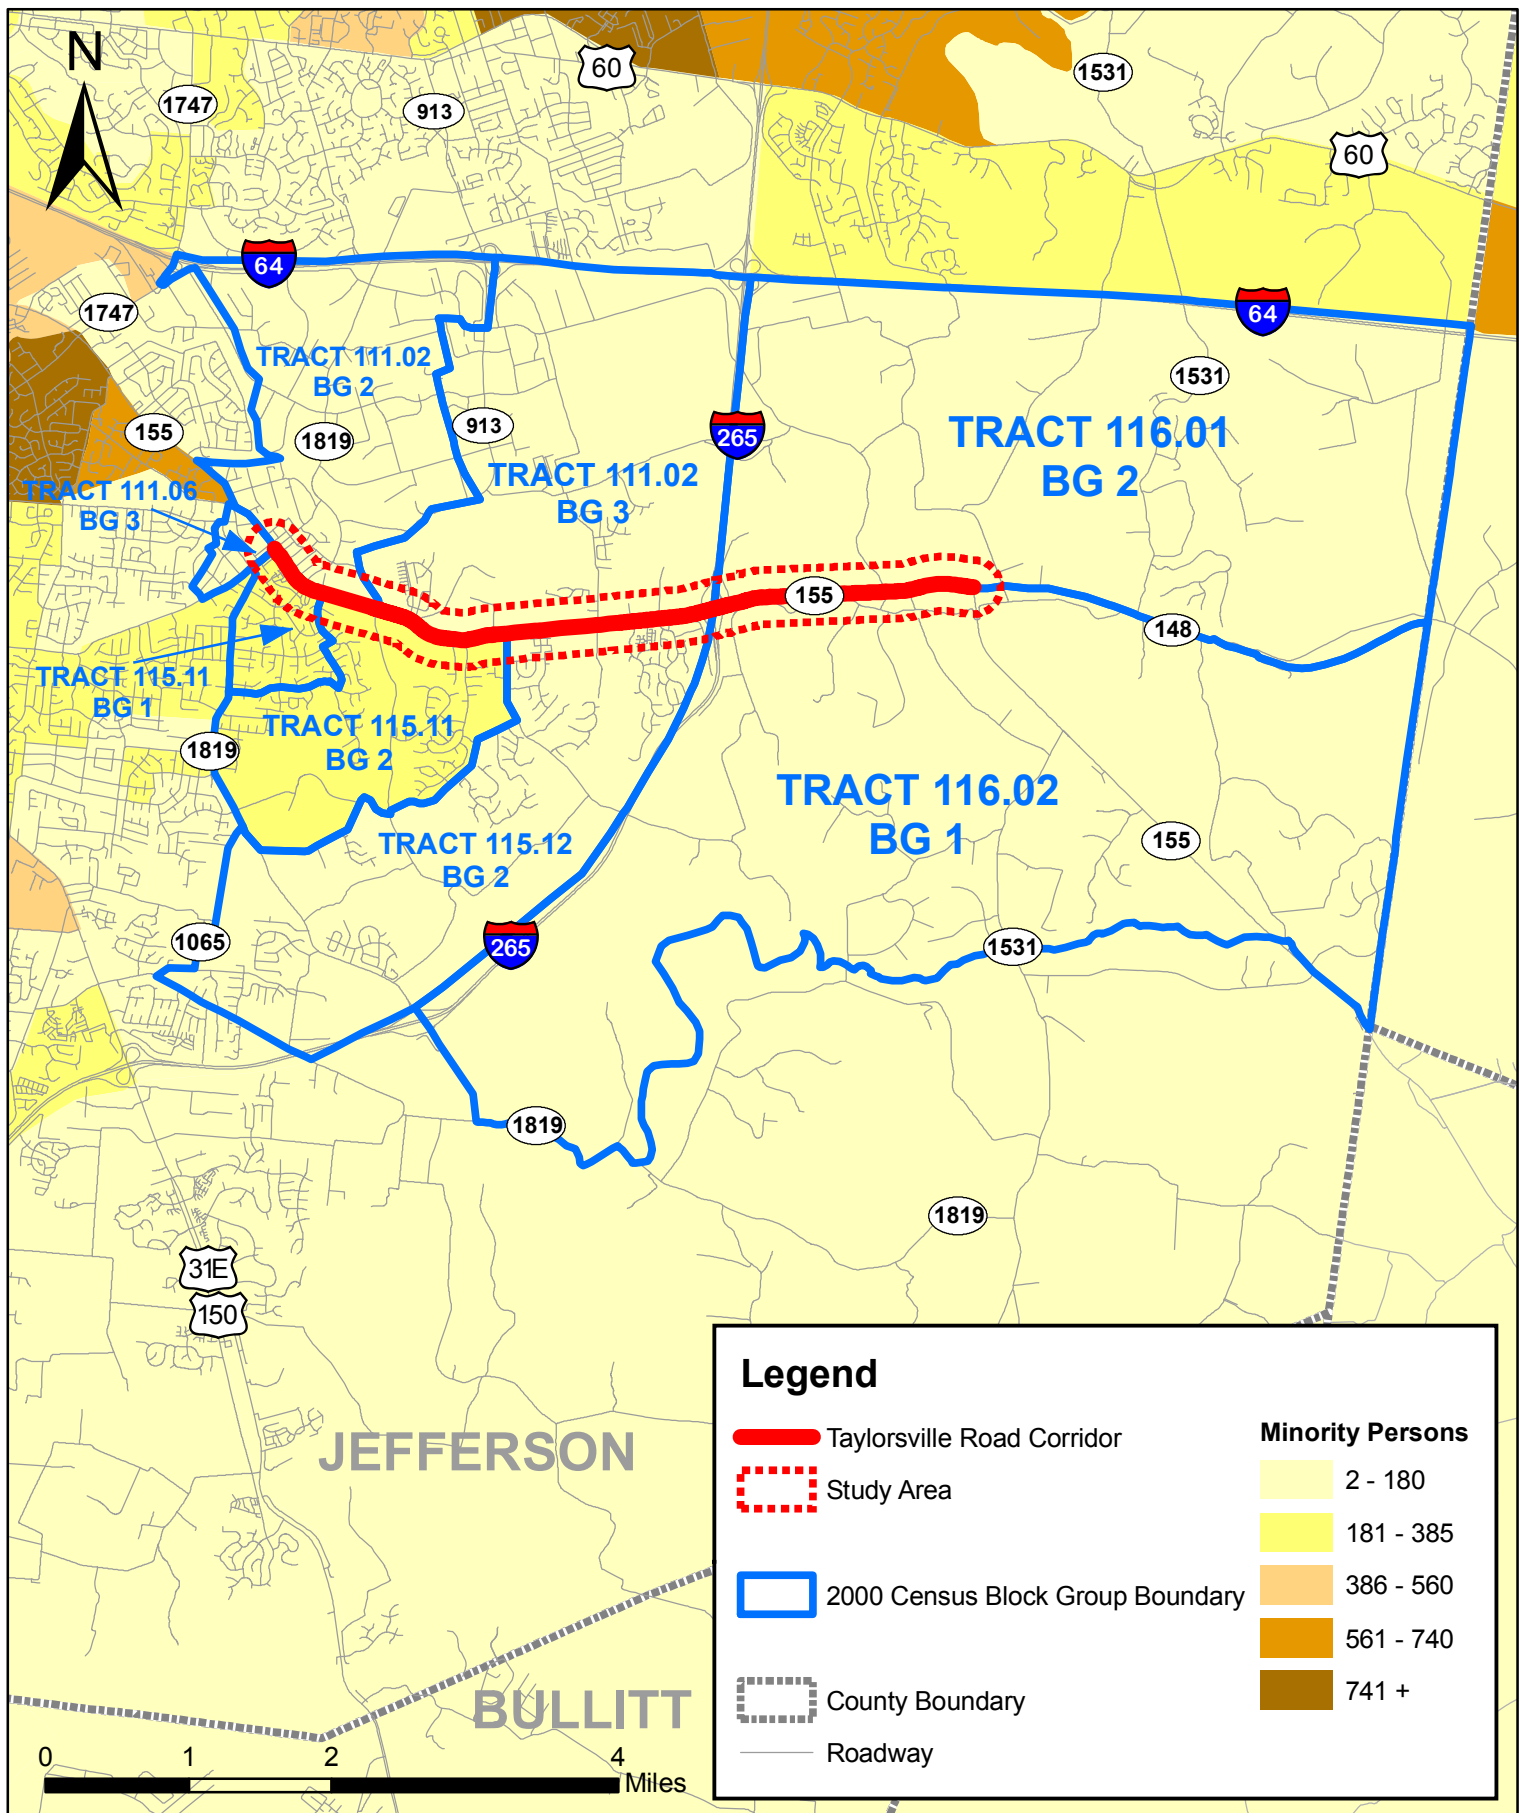 N
1747
913
60
1531
60
64
1747
64
TRACT 111.02
BG 2
1531
155
1819
913
265
TRACT 116.01
BG 2
TRACT 111.02
BG 3
TRACT 111.06
BG 3
155
148
TRACT 115.11
BG 1
TRACT 115.11
BG 2
1819
TRACT 116.02
BG 1
TRACT 115.12
BG 2
155
1065
265
1531
1819
1819
31E
150
JEFFERSON
BULLITT
0 1 2 4
Miles
Legend
Taylorsville Road Corridor
Study Area
2000 Census Block Group Boundary
County Boundary
Roadway
Minority Persons
2 - 180
181 - 385
386 - 560
561 - 740
741 +